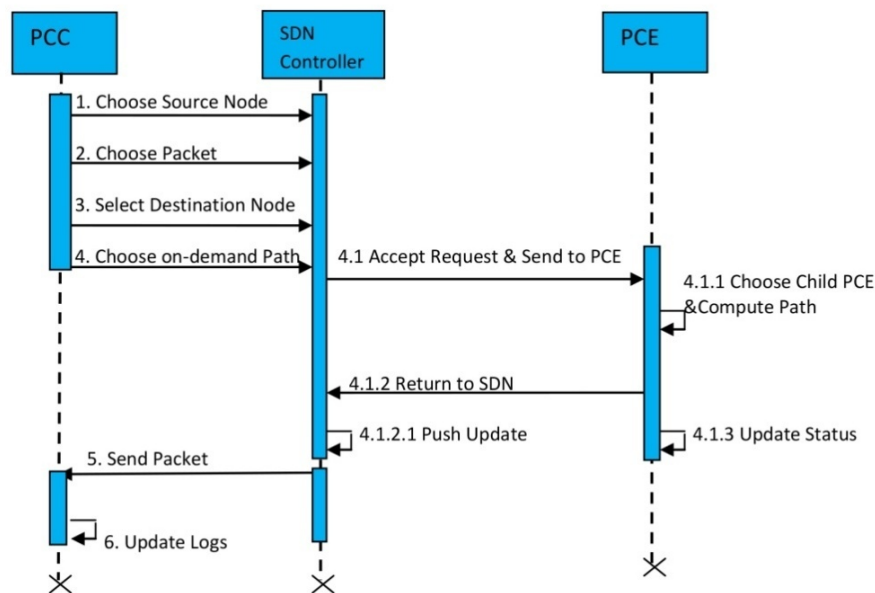 PCC
SDN
Controller
PCE
1. Choose Source Node
2. Choose Packet
3. Select Destination Node
4. Choose on-demand Path
4.1 Accept Request & Send to PCE
4.1.1 Choose Child PCE
&Compute Path
4.1.2 Return to SDN
4.1.2.1 Push Update
4.1.3 Update Status
5. Send Packet
6. Update Logs